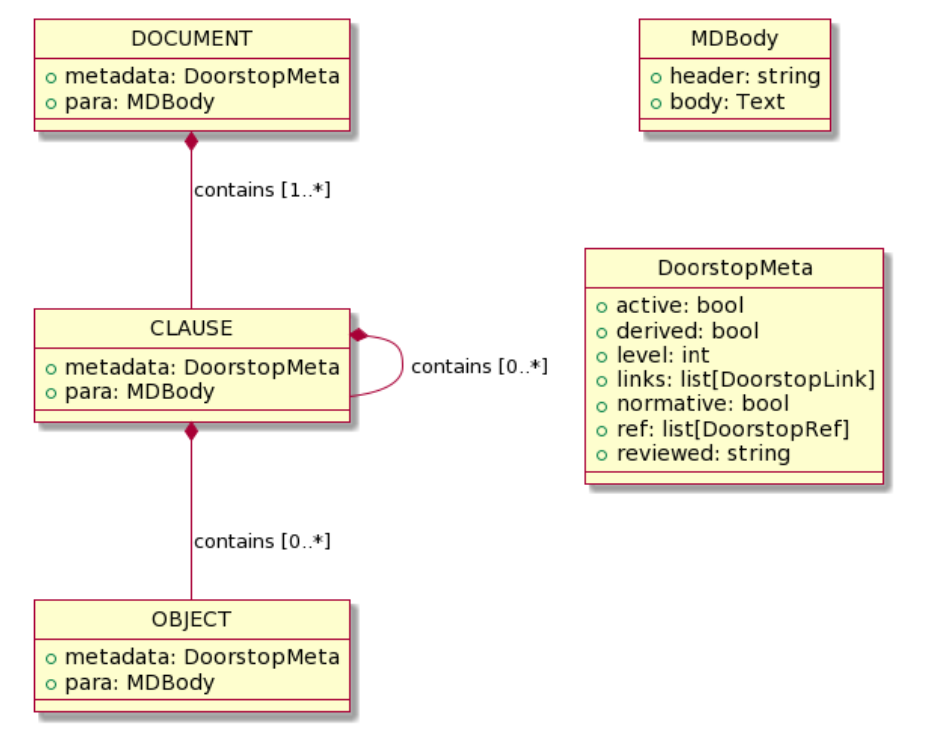 DOCUMENT
metadata: DoorstopMeta
para: MDBody
contains [1..*]
CLAUSE
metadata: DoorstopMeta
para: MDBody
contains [0..*]
contains [0..*]
OBJECT
metadata: DoorstopMeta
para: MDBody
MDBody
header: string
body: Text
DoorstopMeta
active: bool
derived: bool
level: int
links: list[DoorstopLink]
normative: bool
ref: list[DoorstopRef]
reviewed: string